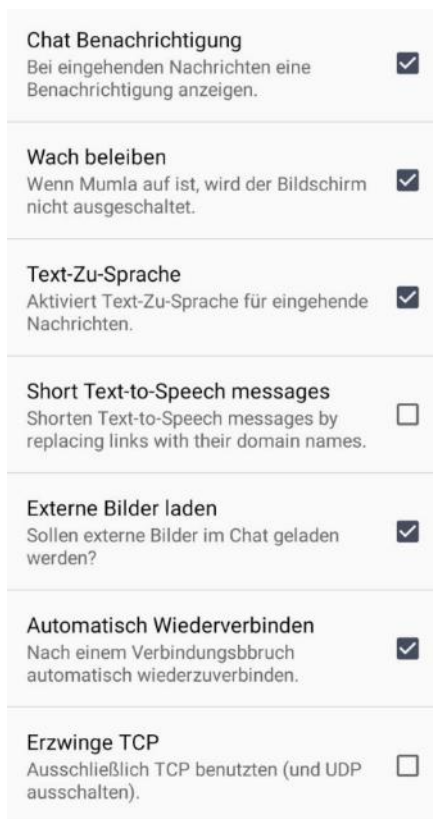 Chat Benachrichtigung
Bei eingehenden Nachrichten eine
Benachrichtigung anzeigen.
Wach beleiben
Wenn Mumla auf ist, wird der Bildschirm
nicht ausgeschaltet.
Text-Zu-Sprache
Aktiviert Text-Zu-Sprache für eingehende
Nachrichten.
Short Text-to-Speech messages
Shorten Text-to-Speech messages by
replacing links with their domain names.
Externe Bilder laden
Sollen externe Bilder im Chat geladen
werden?
Automatisch Wiederverbinden
Nach einem Verbindungsbbruch
automatisch wiederzuverbinden.
Erzwinge TCP
Ausschließlich TCP benutzten (und UDP
ausschalten).